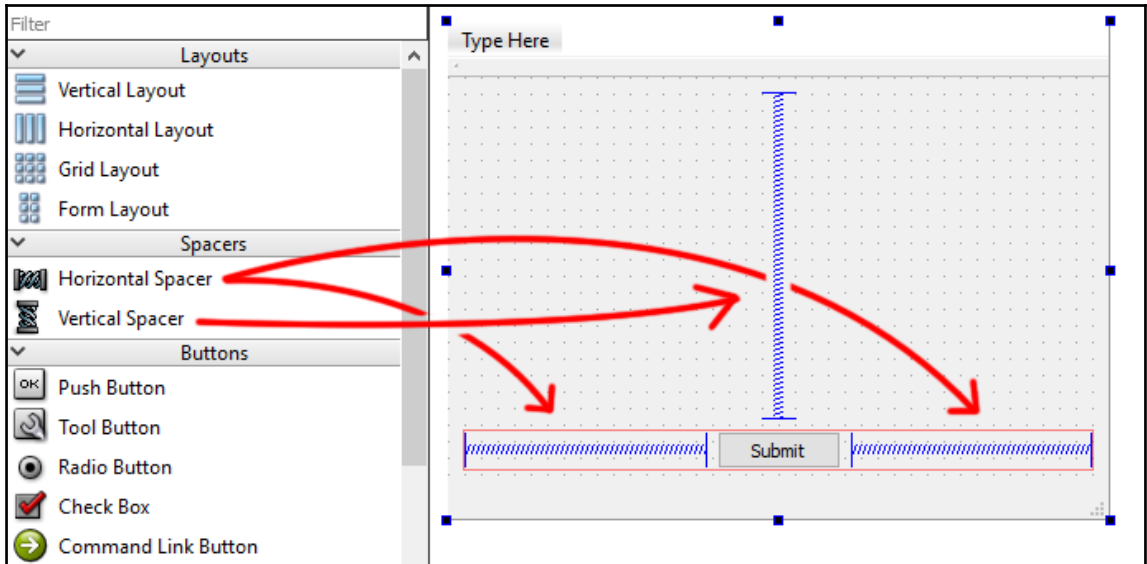 Filter
Layouts
Vertical Layout
Horizontal Layout
Grid Layout
Form Layout
Spacers
Horizontal Spacer
Vertical Spacer
Buttons
OK Push Button
Tool Button
Radio Button
Check Box
Command Link Button
Type Here
Submit